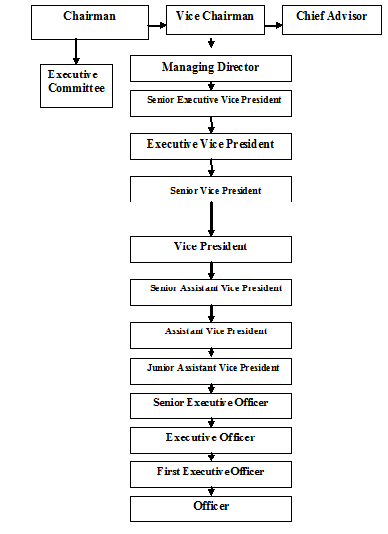 Chairman
Vice Chairman
Chief Advisor
Executive
Committee
Managing Director
Senior Executive Vice President
Executive Vice President
Senior Vice President
Vice President
Senior Assistant Vice President
Assistant Vice President
Junior Assistant Vice President
Senior Executive Officer
Executive Officer
First Executive Officer
Officer